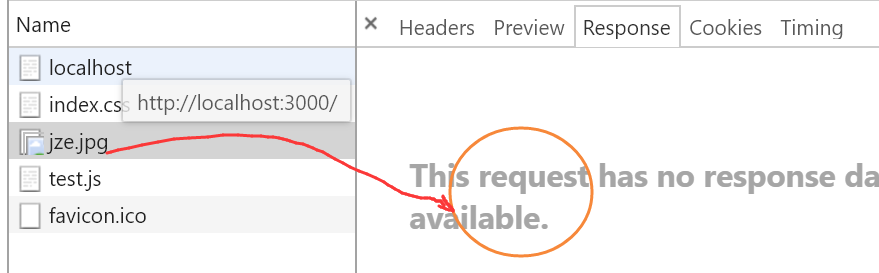 Name
× Headers Preview Response Cookies Timing
localhost
index.css
http://localhost:3000/
jze.jpg
test.js
favicon.ico
This request has no response da
available.